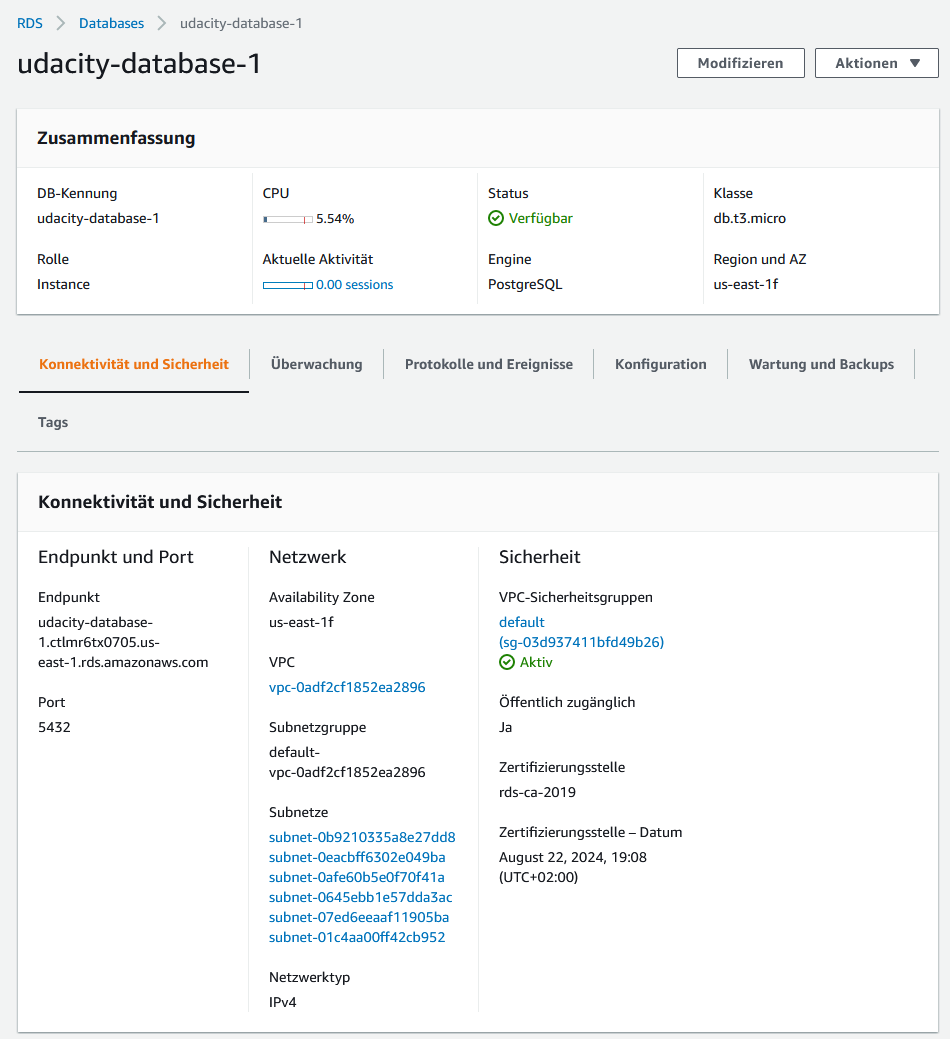 RDS > Databases > udacity-database-1
udacity-database-1
Modifizieren
Aktionen
Zusammenfassung
DB-Kennung
udacity-database-1
CPU
5.54%
Status
Verfügbar
Klasse
db.t3.micro
Rolle
Instance
Aktuelle Aktivität
0.00 sessions
Engine
PostgreSQL
Region und AZ
us-east-1f
Konnektivität und Sicherheit
Überwachung
Protokolle und Ereignisse
Konfiguration
Wartung und Backups
Tags
Konnektivität und Sicherheit
Endpunkt und Port
Endpunkt
udacity-database-
1.ctlmr6tx0705.us-
east-1.rds.amazonaws.com
Port
5432
Netzwerk
Availability Zone
us-east-1f
VPC
vpc-0adf2cf1852ea2896
Subnetzgruppe
default-
vpc-0adf2cf1852ea2896
Subnetze
subnet-0b9210335a8e27dd8
subnet-0eacbff6302e049ba
subnet-0afe60b5e0f70f41a
subnet-0645ebb1e57dda3ac
subnet-07ed6eeaaf11905ba
subnet-01c4aa00ff42cb952
Netzwerktyp
IPv4
Sicherheit
VPC-Sicherheitsgruppen
default
(sg-03d937411bfd49b26)
Aktiv
Öffentlich zugänglich
Ja
Zertifizierungsstelle
rds-ca-2019
Zertifizierungsstelle – Datum
August 22, 2024, 19:08
(UTC+02:00)